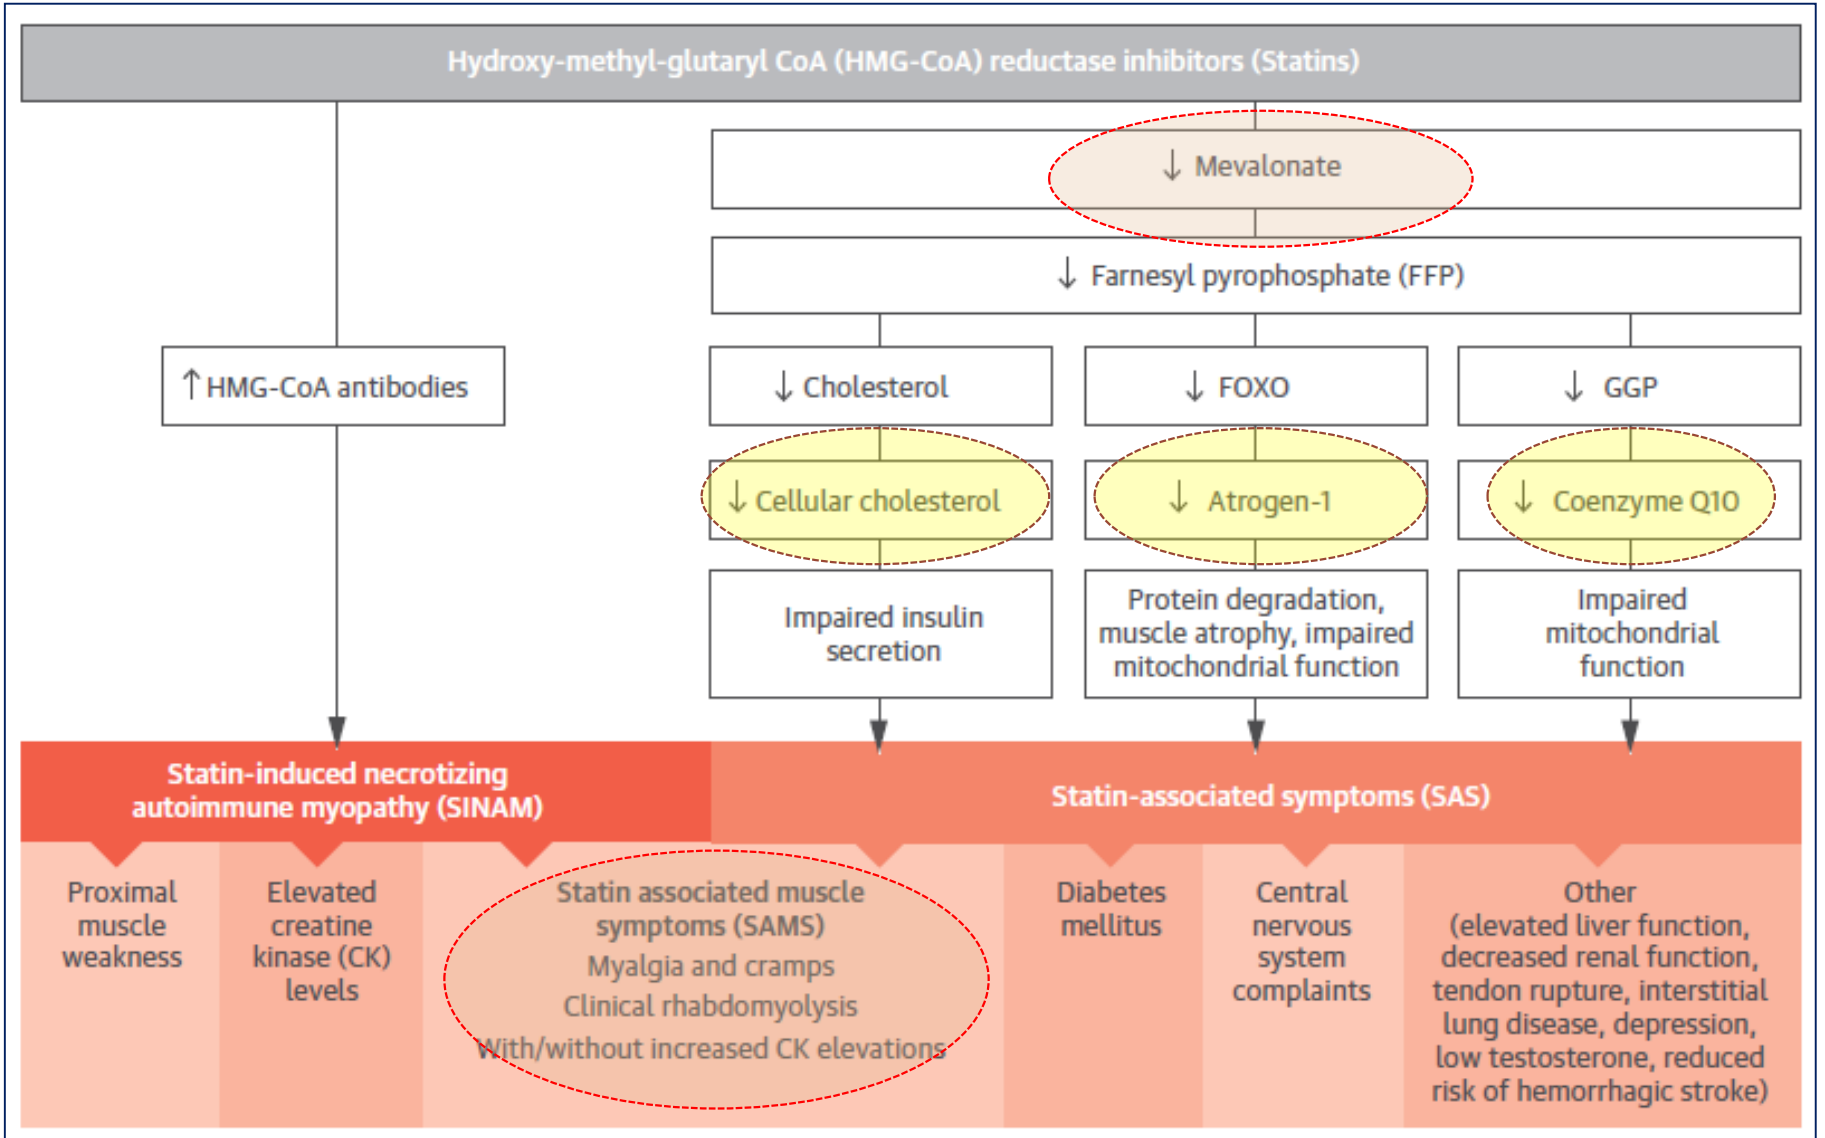 Hydroxy-methyl-glutaryl CoA (HMG-CoA) reductase inhibitors (Statins)
↓ Mevalonate
↓ Farnesyl pyrophosphate (FFP)
↑ HMG-CoA antibodies
↓ Cholesterol
↓ FOXO
↓ GGP
↓ Cellular cholesterol
↓ Atrogen-1
↓ Coenzyme Q10
Impaired insulin
secretion
Protein degradation,
muscle atrophy, impaired
mitochondrial function
Impaired
mitochondrial
function
Statin-induced necrotizing
autoimmune myopathy (SINAM)
Statin-associated symptoms (SAS)
Proximal
muscle
weakness
Elevated
creatine
kinase (CK)
levels
Statin associated muscle
symptoms (SAMS)
Myalgia and cramps
Clinical rhabdomyolysis
With/without increased CK elevations
Diabetes
mellitus
Central
nervous
system
complaints
Other
(elevated liver function,
decreased renal function,
tendon rupture, interstitial
lung disease, depression,
low testosterone, reduced
risk of hemorrhagic stroke)